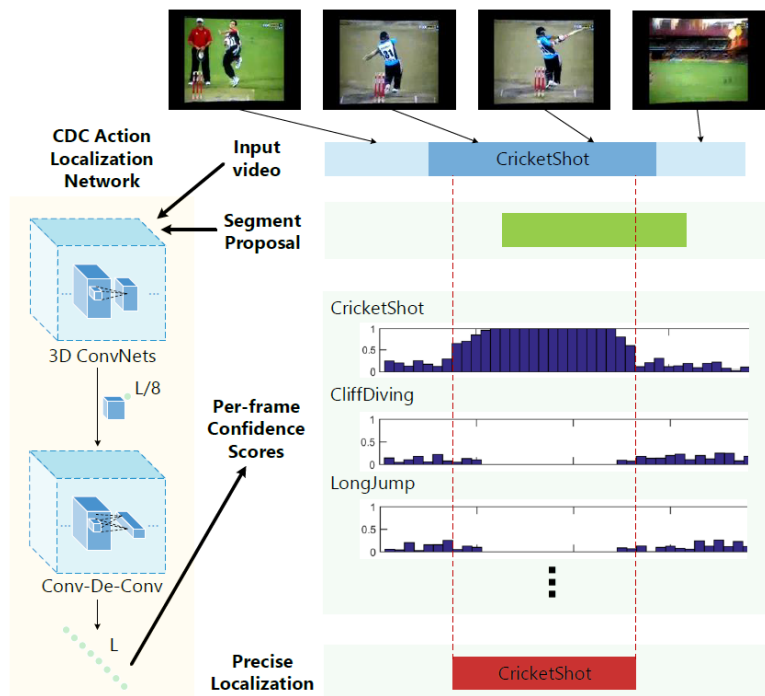 CDC Action
Localization
Network
Input
video
CricketShot
Segment
Proposal
3D ConvNets
L/8
Conv-De-Conv
L
Per-frame
Confidence
Scores
CricketShot
1
0.5
0
CliffDiving
1
0.5
0
LongJump
1
0.5
0
Precise
Localization
CricketShot
31